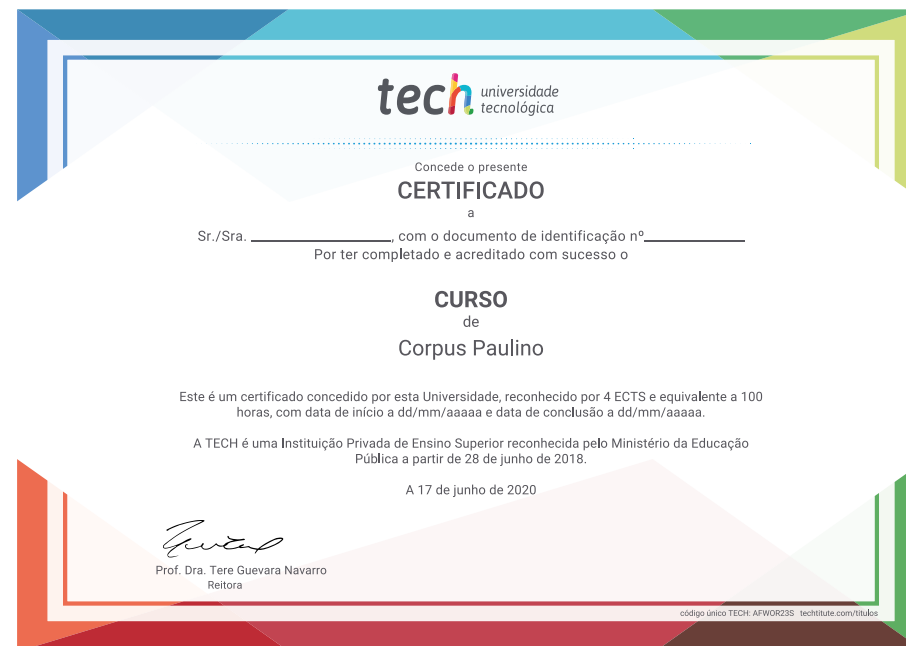 tech universidade
tecnológica
Concede o presente
CERTIFICADO
a
Sr./Sra. ____________________, com o documento de identificação nº______________
Por ter completado e acreditado com sucesso o
CURSO
de
Corpus Paulino
Este é um certificado concedido por esta Universidade, reconhecido por 4 ECTS e equivalente a 100
horas, com data de início a dd/mm/aaaaa e data de conclusão a dd/mm/aaaaa.
A TECH é uma Instituição Privada de Ensino Superior reconhecida pelo Ministério da Educação
Pública a partir de 28 de junho de 2018.
A 17 de junho de 2020
Prof. Dra. Tere Guevara Navarro
Reitora
código único TECH: AFWOR23S techtitute.com/titulos